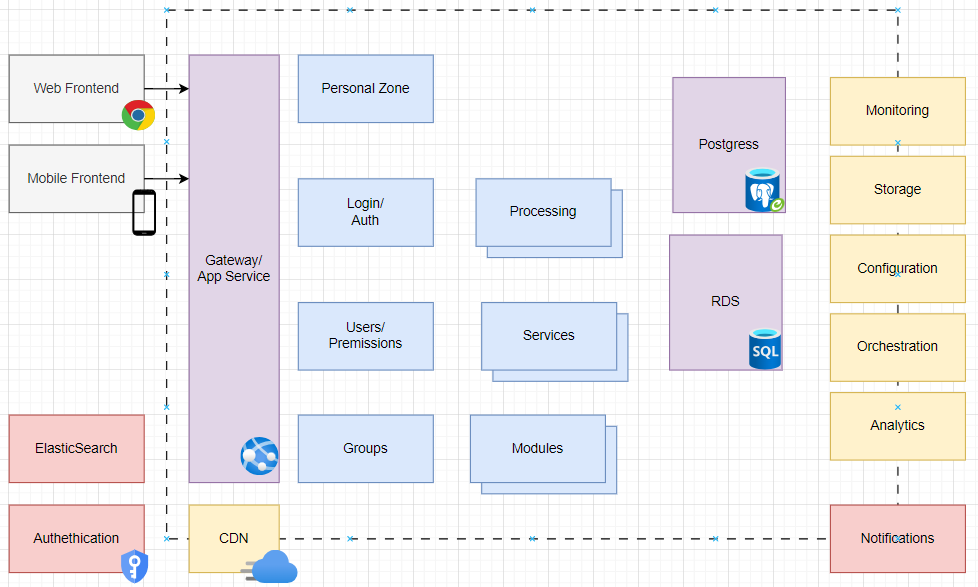 Web Frontend
Mobile Frontend
ElasticSearch
Authethication
Gateway/
App Service
CDN
Personal Zone
Login/
Auth
Users/
Premissions
Groups
Processing
Services
Modules
Postgress
RDS
SQL
Monitoring
Storage
Configuration
Orchestration
Analytics
Notifications